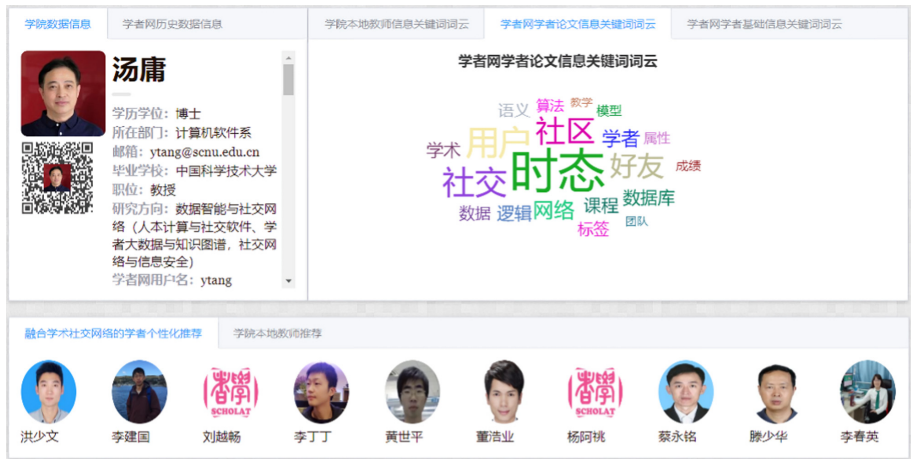 学院数据信息
学者网历史数据信息
汤庸
学历学位：博士
所在部门：计算机软件系
邮箱：ytang@scnu.edu.cn
毕业学校：中国科学技术大学
职位：教授
研究方向：数据智能与社交网
络（人本计算与社交软件、学
者大数据与知识图谱，社交网
络与信息安全）
学者网用户名：ytang
学院本地教师信息关键词词云
学者网学者论文信息关键词词云
学者网学者基础信息关键词词云
学者网学者论文信息关键词词云
语义 算法 教学 模型
用户 社区 学者 属性
学术 时态 好友 成绩
社交
数据 逻辑 网络 课程 数据库
标签 团队
融合学术社交网络的学者个性化推荐
学院本地教师推荐
者學 SCHOLAT
者學 SCHOLAT
洪少文 李建国 刘越畅 李丁丁 黄世平 董浩业 杨阿祧 蔡永铭 滕少华 李春英